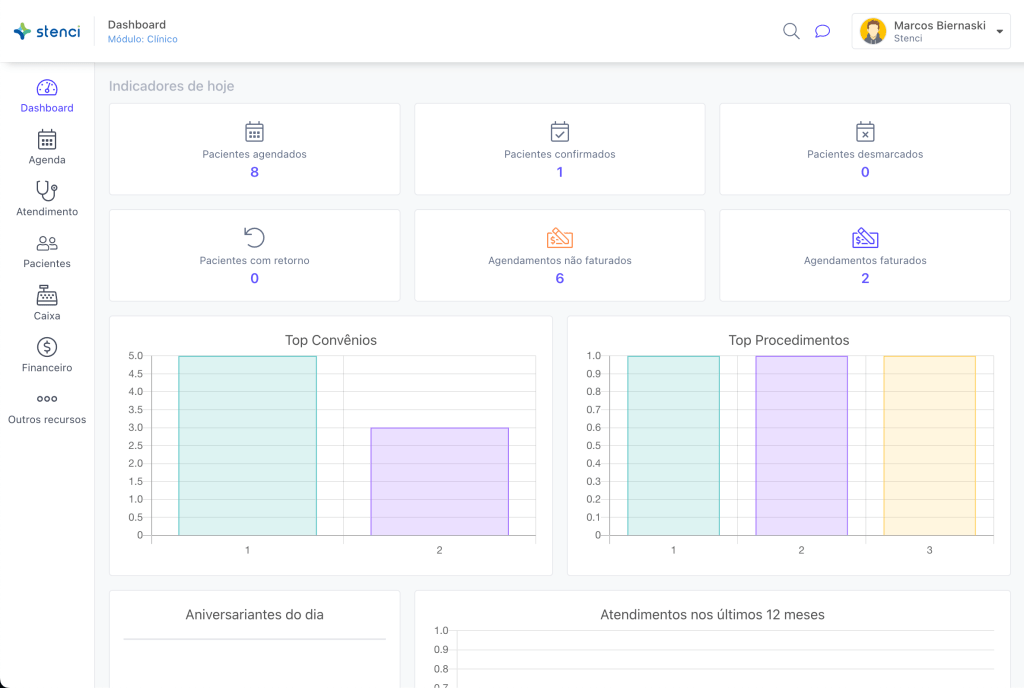 stenci
Dashboard
Módulo: Clínico
Marcos Biernaski
Stenci
Dashboard
Agenda
Atendimento
Pacientes
Caixa
Financeiro
Outros recursos
Indicadores de hoje
Pacientes agendados
8
Pacientes confirmados
1
Pacientes desmarcados
0
Pacientes com retorno
0
Agendamentos não faturados
6
Agendamentos faturados
2
Top Convênios
5.0
4.5
4.0
3.5
3.0
2.5
2.0
1.5
1.0
0.5
0
1 2
Top Procedimentos
1.0
0.9
0.8
0.7
0.6
0.5
0.4
0.3
0.2
0.1
0
1 2 3
Aniversariantes do dia
Atendimentos nos últimos 12 meses
1.0
0.9
0.8
0.7